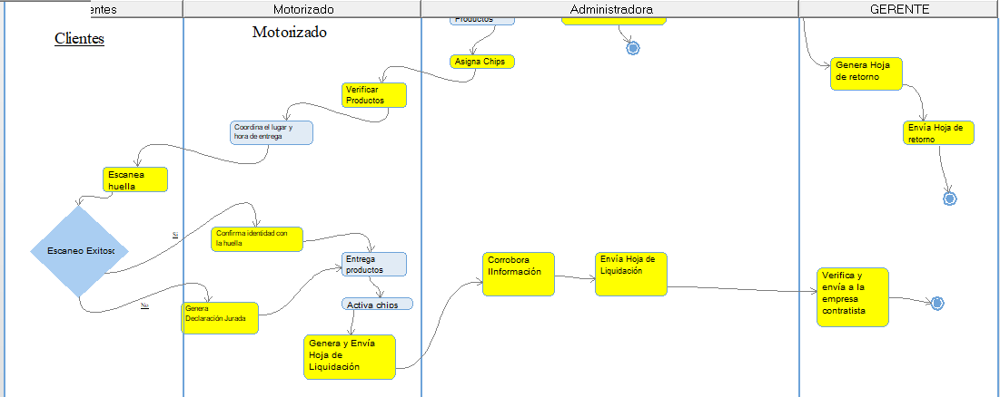 entes
Motorizado
Administradora
GERENTE
Clientes
Motorizado
Productos
Asigna Chips
Genera Hoja
de retorno
Verificar
Productos
Coordina el lugar y
hora de entrega
Envía Hoja de
retorno
Escanea
huella
Escaneo Exitoso
Si
Confirma identidad con
la huella
Entrega
productos
Corrobora
IInformación
Envía Hoja de
Liquidación
Verifica y
envía a la
empresa
contratista
No
Genera
Declaración Jurada
Activa chips
Genera y Envía
Hoja de
Liquidación